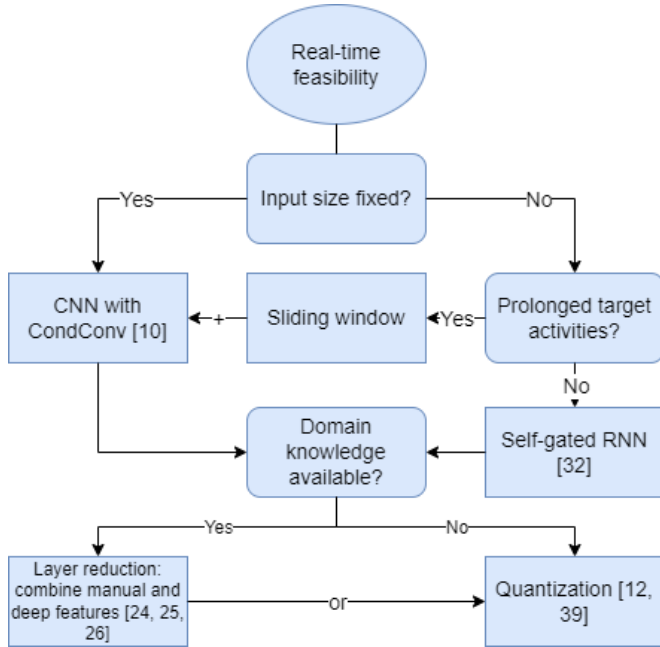 Real-time
feasibility
Input size fixed?
Yes
No
CNN with
CondConv [10]
+
Sliding window
Yes
Prolonged target
activities?
No
Domain
knowledge
available?
Self-gated RNN
[32]
Yes
No
Layer reduction:
combine manual and
deep features [24, 25,
26]
or
Quantization [12,
39]